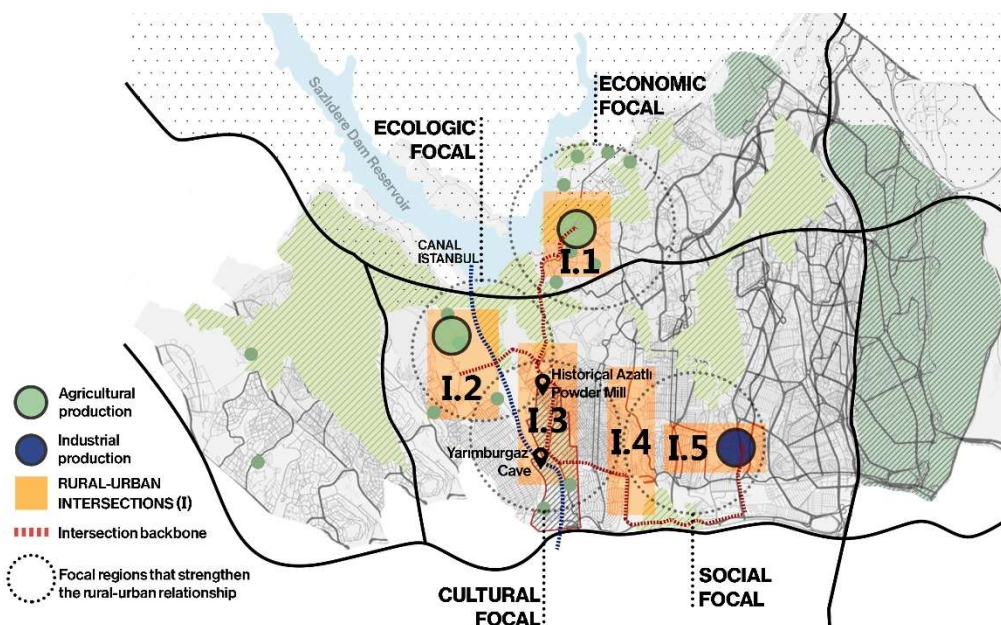 ECONOMIC
FOCAL
ECOLOGIC
FOCAL
Sazlıdere Dam Reservoir
CANAL
ISTANBUL
I.1
I.2
Historical Azatlı
Powder Mill
I.3
I.4
I.5
Yarımburgaz
Cave
Agricultural
production
Industrial
production
RURAL-URBAN
INTERSECTIONS (I)
Intersection backbone
Focal regions that strengthen
the rural-urban relationship
CULTURAL
FOCAL
SOCIAL
FOCAL